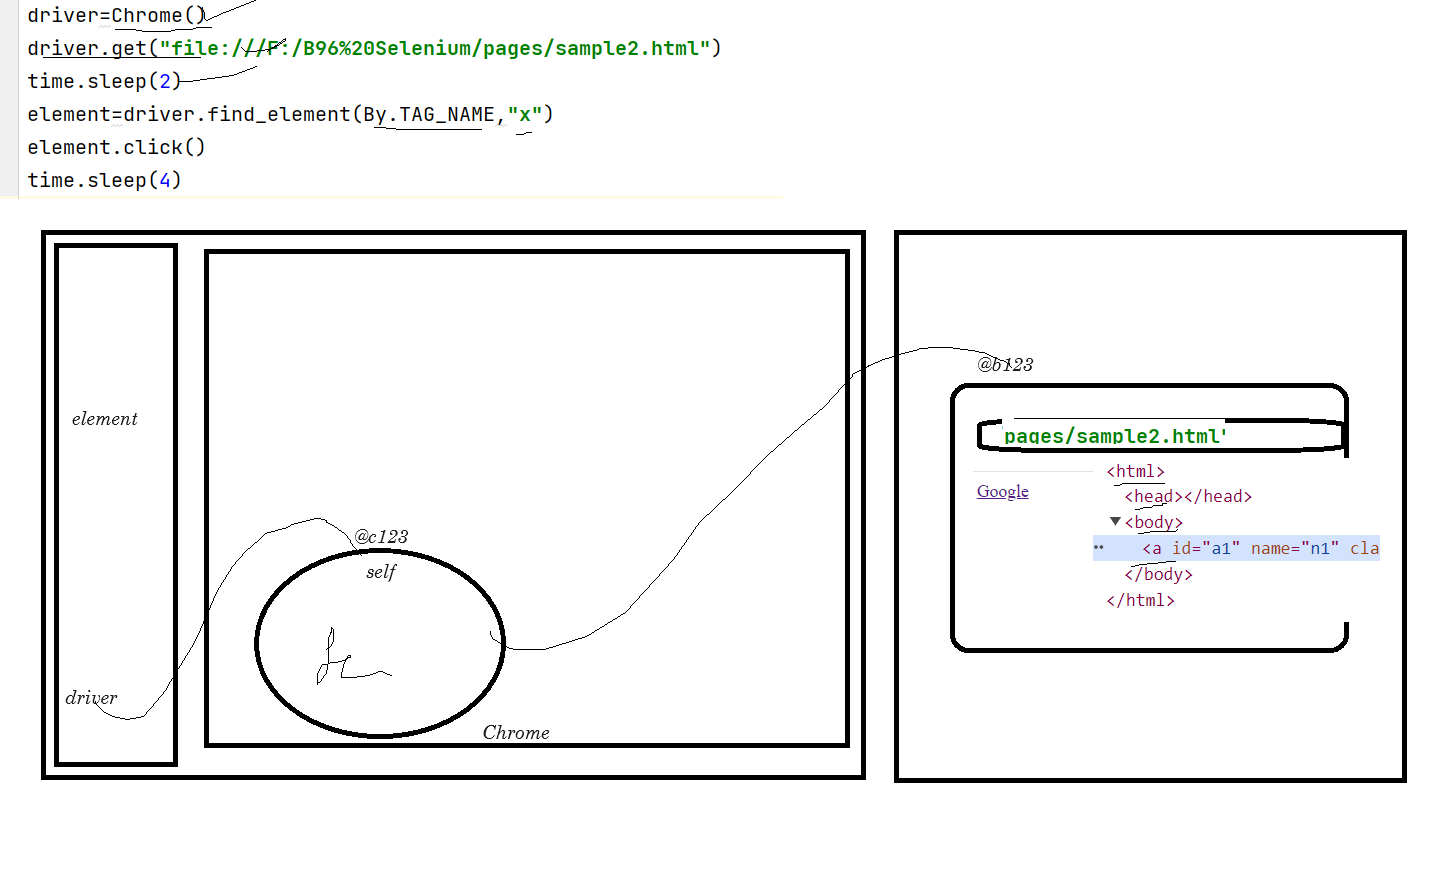 driver=Chrome()
driver.get("file:///F:/B96%20Selenium/pages/sample2.html")
time.sleep(2)
element=driver.find_element(By.TAG_NAME,"x")
element.click()
time.sleep(4)
@b123
element
pages/sample2.html'
<html>
Google
<head></head>
<body>
@c123
<a id="a1" name="n1" cla
self
</body>
</html>
driver
Chrome